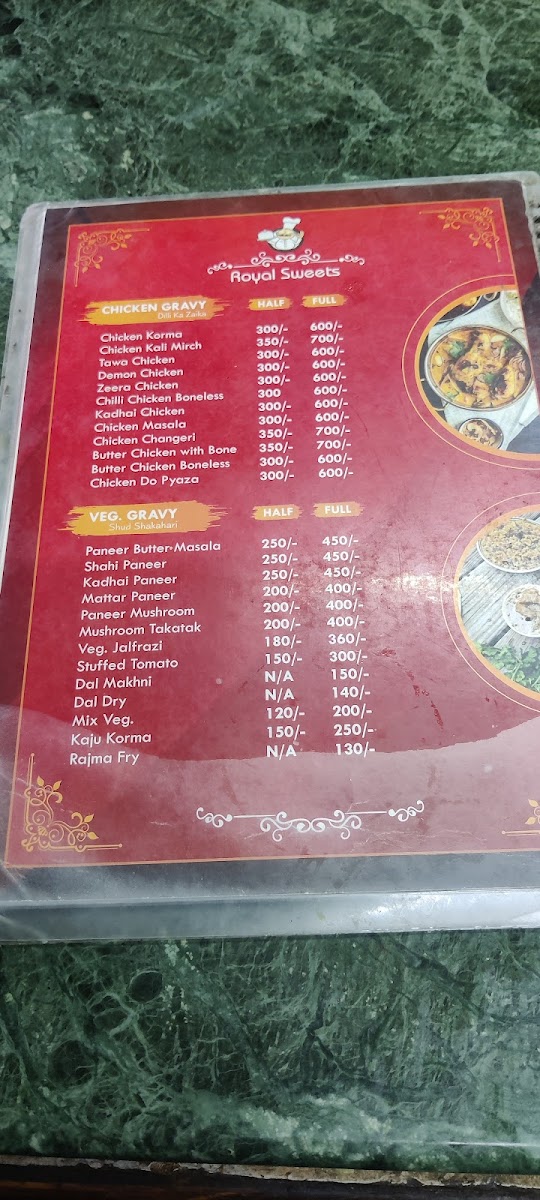 Royal Sweets
CHICKEN GRAVY HALF FULL
Dilli Ka Zaika
Chicken Korma 300/- 600/-
Chicken Kali Mirch 350/- 700/-
Tawa Chicken 300/- 600/-
Demon Chicken 300/- 600/-
Zeera Chicken 300/- 600/-
Chilli Chicken Boneless 300 600/-
Kadhai Chicken 300/- 600/-
Chicken Masala 300/- 600/-
Chicken Changeri 350/- 700/-
Butter Chicken with Bone 350/- 700/-
Butter Chicken Boneless 300/- 600/-
Chicken Do Pyaza 300/- 600/-
VEG. GRAVY HALF FULL
Shud Shakahari
Paneer Butter-Masala 250/- 450/-
Shahi Paneer 250/- 450/-
Kadhai Paneer 250/- 450/-
Mattar Paneer 200/- 400/-
Paneer Mushroom 200/- 400/-
Mushroom Takatak 200/- 400/-
Veg. Jalfrazi 180/- 360/-
Stuffed Tomato 150/- 300/-
Dal Makhni N/A 150/-
Dal Dry N/A 140/-
Mix Veg. 120/- 200/-
Kaju Korma 150/- 250/-
Rajma Fry N/A 130/-